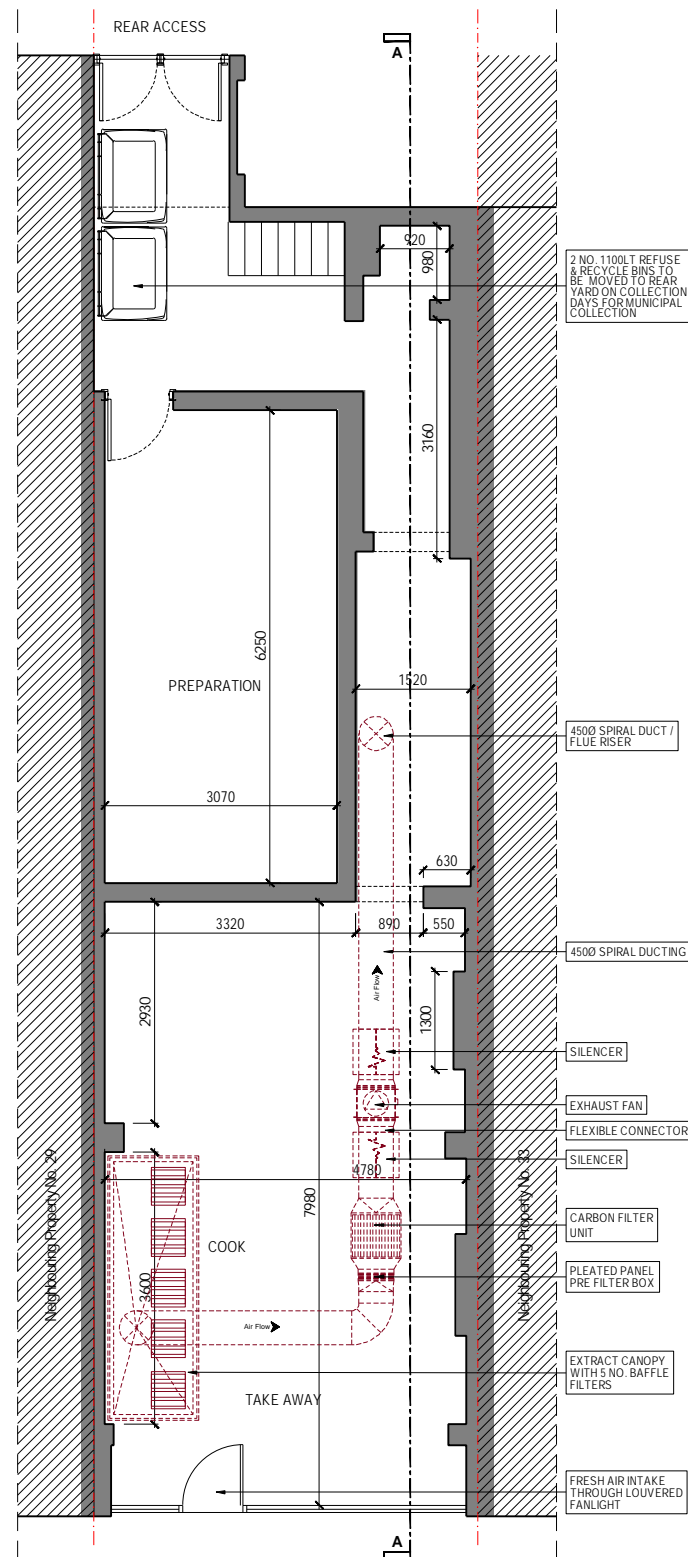 REAR ACCESS
A
920
980
2 NO. 1100LT REFUSE
& RECYCLE BINS TO
BE MOVED TO REAR
YARD ON COLLECTION
DAYS FOR MUNICIPAL
COLLECTION
3160
6250
PREPARATION
1520
450Ø SPIRAL DUCT /
FLUE RISER
3070
630
3320
890
550
450Ø SPIRAL DUCTING
Air Flow
2930
1300
SILENCER
EXHAUST FAN
FLEXIBLE CONNECTOR
SILENCER
Neighbouring Property No. 29
4780
Neighbouring Property No. 33
7980
CARBON FILTER
UNIT
COOK
PLEATED PANEL
PRE FILTER BOX
3600
Air Flow
EXTRACT CANOPY
WITH 5 NO. BAFFLE
FILTERS
TAKE AWAY
FRESH AIR INTAKE
THROUGH LOUVERED
FANLIGHT
A